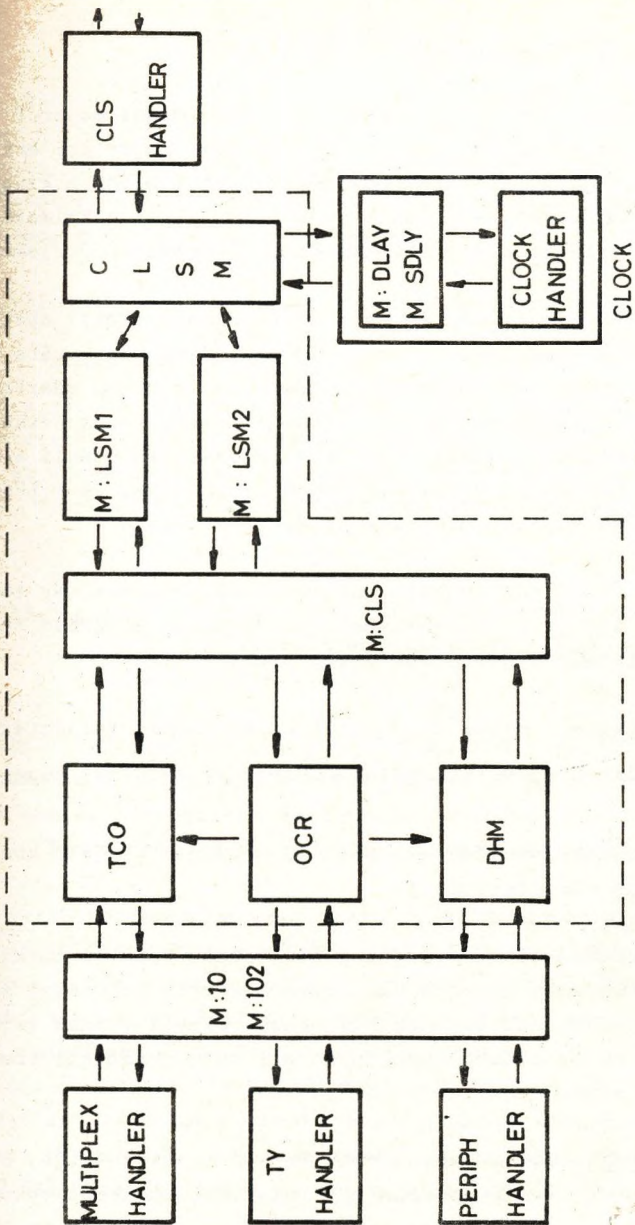 MULTIPLEX
HANDLER
TY
HANDLER
PERIPH
HANDLER
M:10
M:102
TCO
OCR
DHM
M:CLS
M:LSM1
M:LSM2
C L S M
CLS
HANDLER
M:DLAY
M SDLY
CLOCK
HANDLER
CLOCK